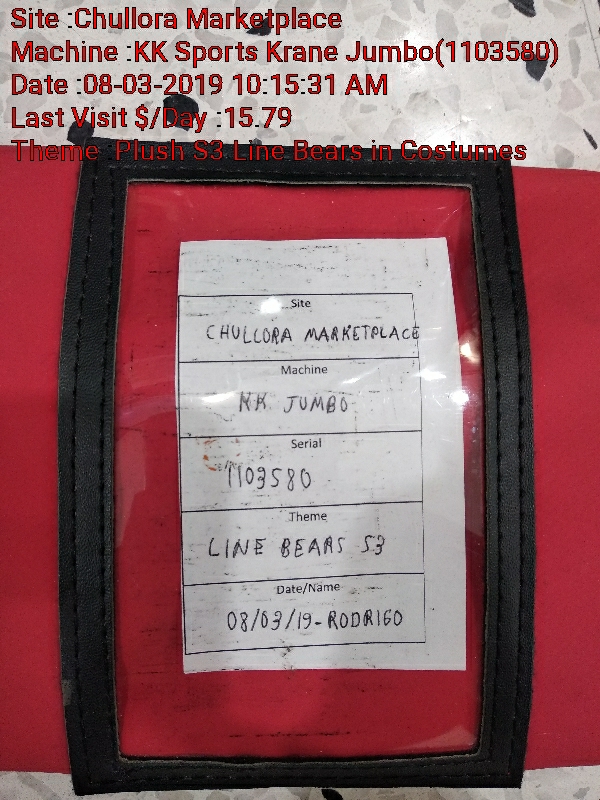 Site :Chullora Marketplace
Machine :KK Sports Krane Jumbo(1103580)
Date :08-03-2019 10:15:31 AM
Last Visit $/Day :15.79
Theme :Plush S3 Line Bears in Costumes
Site
CHULLORA MARKETPLACE
Machine
KK JUMBO
Serial
1103580
Theme
LINE BEARS S3
Date/Name
08/03/19-RODRIGO